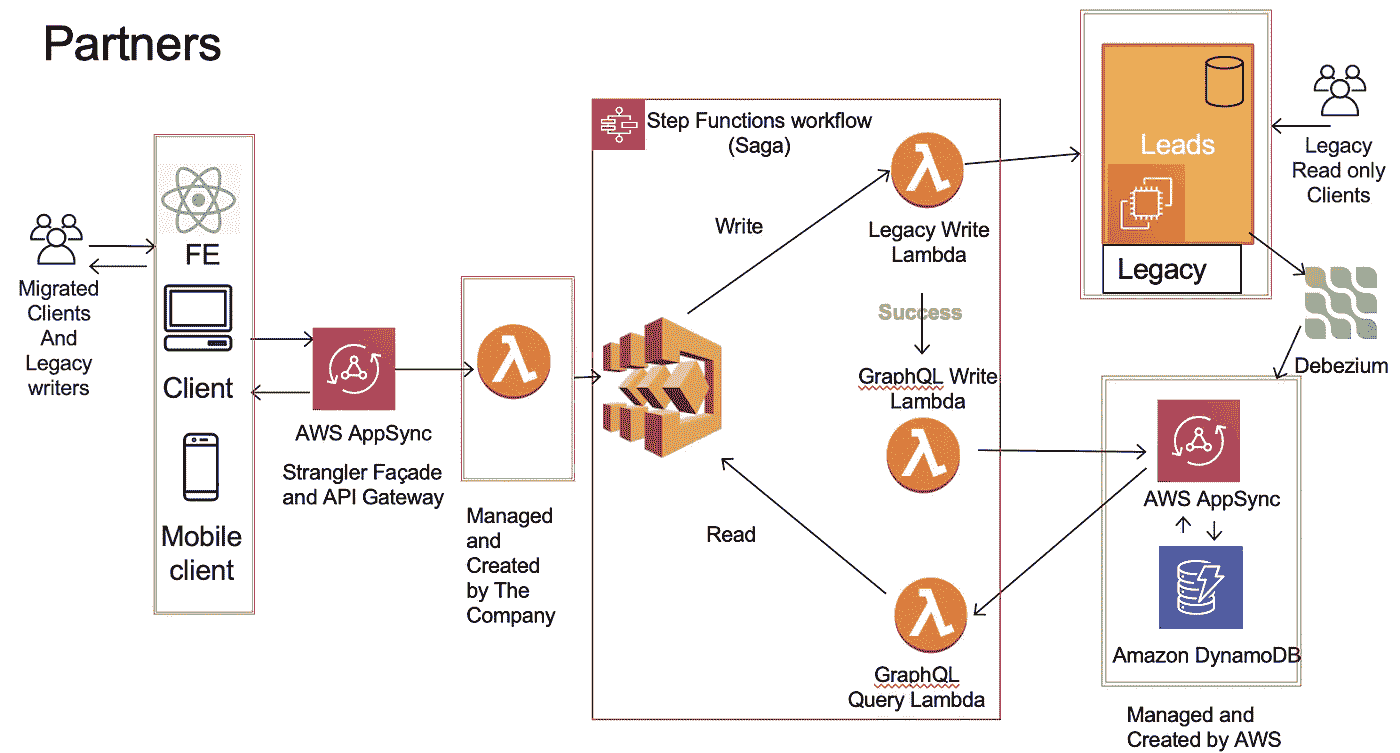 Partners
FE
Client
Mobile
client
Migrated
Clients
And
Legacy
writers
AWS AppSync
Strangler Façade
and API Gateway
Managed
and
Created
by The
Company
Step Functions workflow
(Saga)
Write
Legacy Write
Lambda
Success
GraphQL Write
Lambda
Read
GraphQL
Query Lambda
Leads
Legacy
Legacy
Read only
Clients
Debezium
AWS AppSync
Amazon DynamoDB
Managed and
Created by AWS